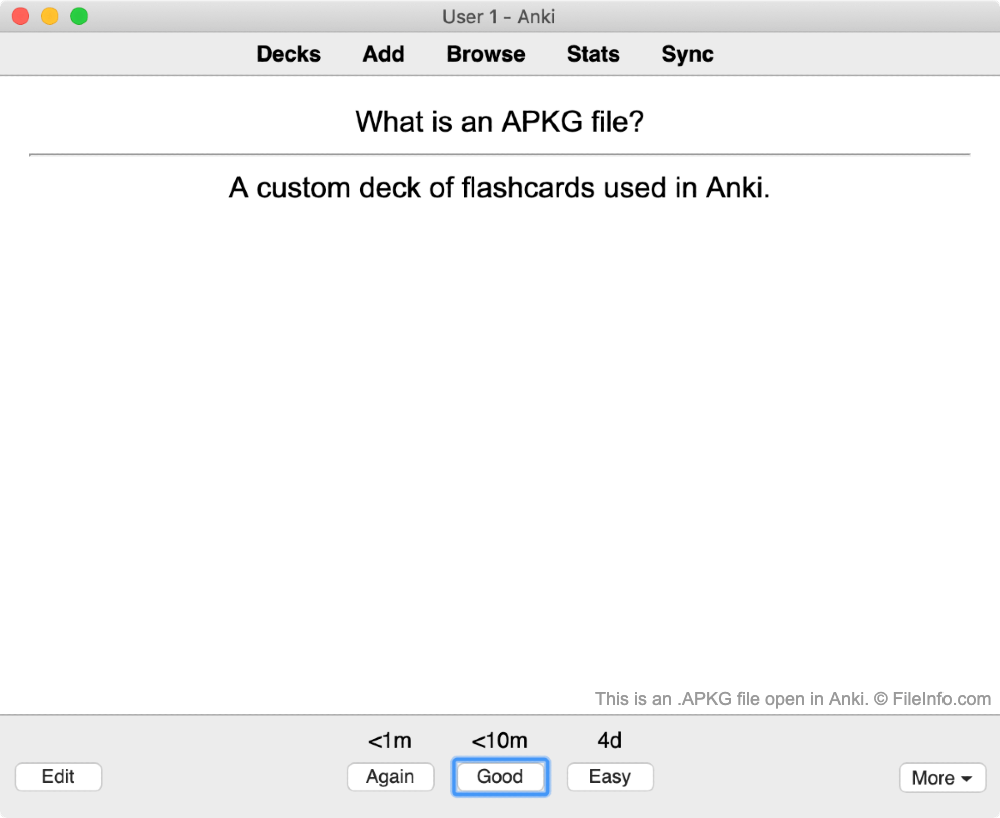 User 1 - Anki
Decks Add Browse Stats Sync
What is an APKG file?
A custom deck of flashcards used in Anki.
This is an .APKG file open in Anki. © FileInfo.com
<1m <10m 4d
Edit Again Good Easy More